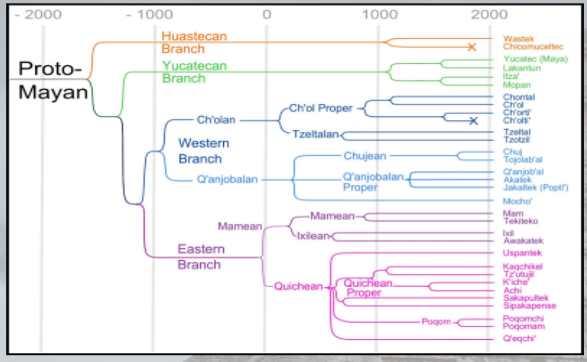 - 2000
- 1000
0
1000
2000
Proto-
Mayan
Huastecan
Branch
Wastek
Chicomuceltec
Yucatecan
Branch
Yucatec (Maya)
Lakantun
Itza'
Mopan
Western
Branch
Ch'olan
Ch'ol Proper
Chontal
Ch'ol
Ch'orti'
Ch'olti'
Tzeltalan
Tzeltal
Tzotzil
Q'anjobalan
Chujean
Chuj
Tojolab'al
Q'anjobalan
Proper
Q'anjob'al
Akatek
Jakaltek (Popti')
Mocho'
Eastern
Branch
Mamean
Mamean
Mam
Tekiteko
Ixilean
Ixil
Awakatek
Quichean
Uspantek
Quichean
Proper
Kaqchikel
Tz'utujil
K'iche'
Achi
Sakapultek
Sipakapense
Poqom
Poqomchi
Poqomam
Q'eqchi'